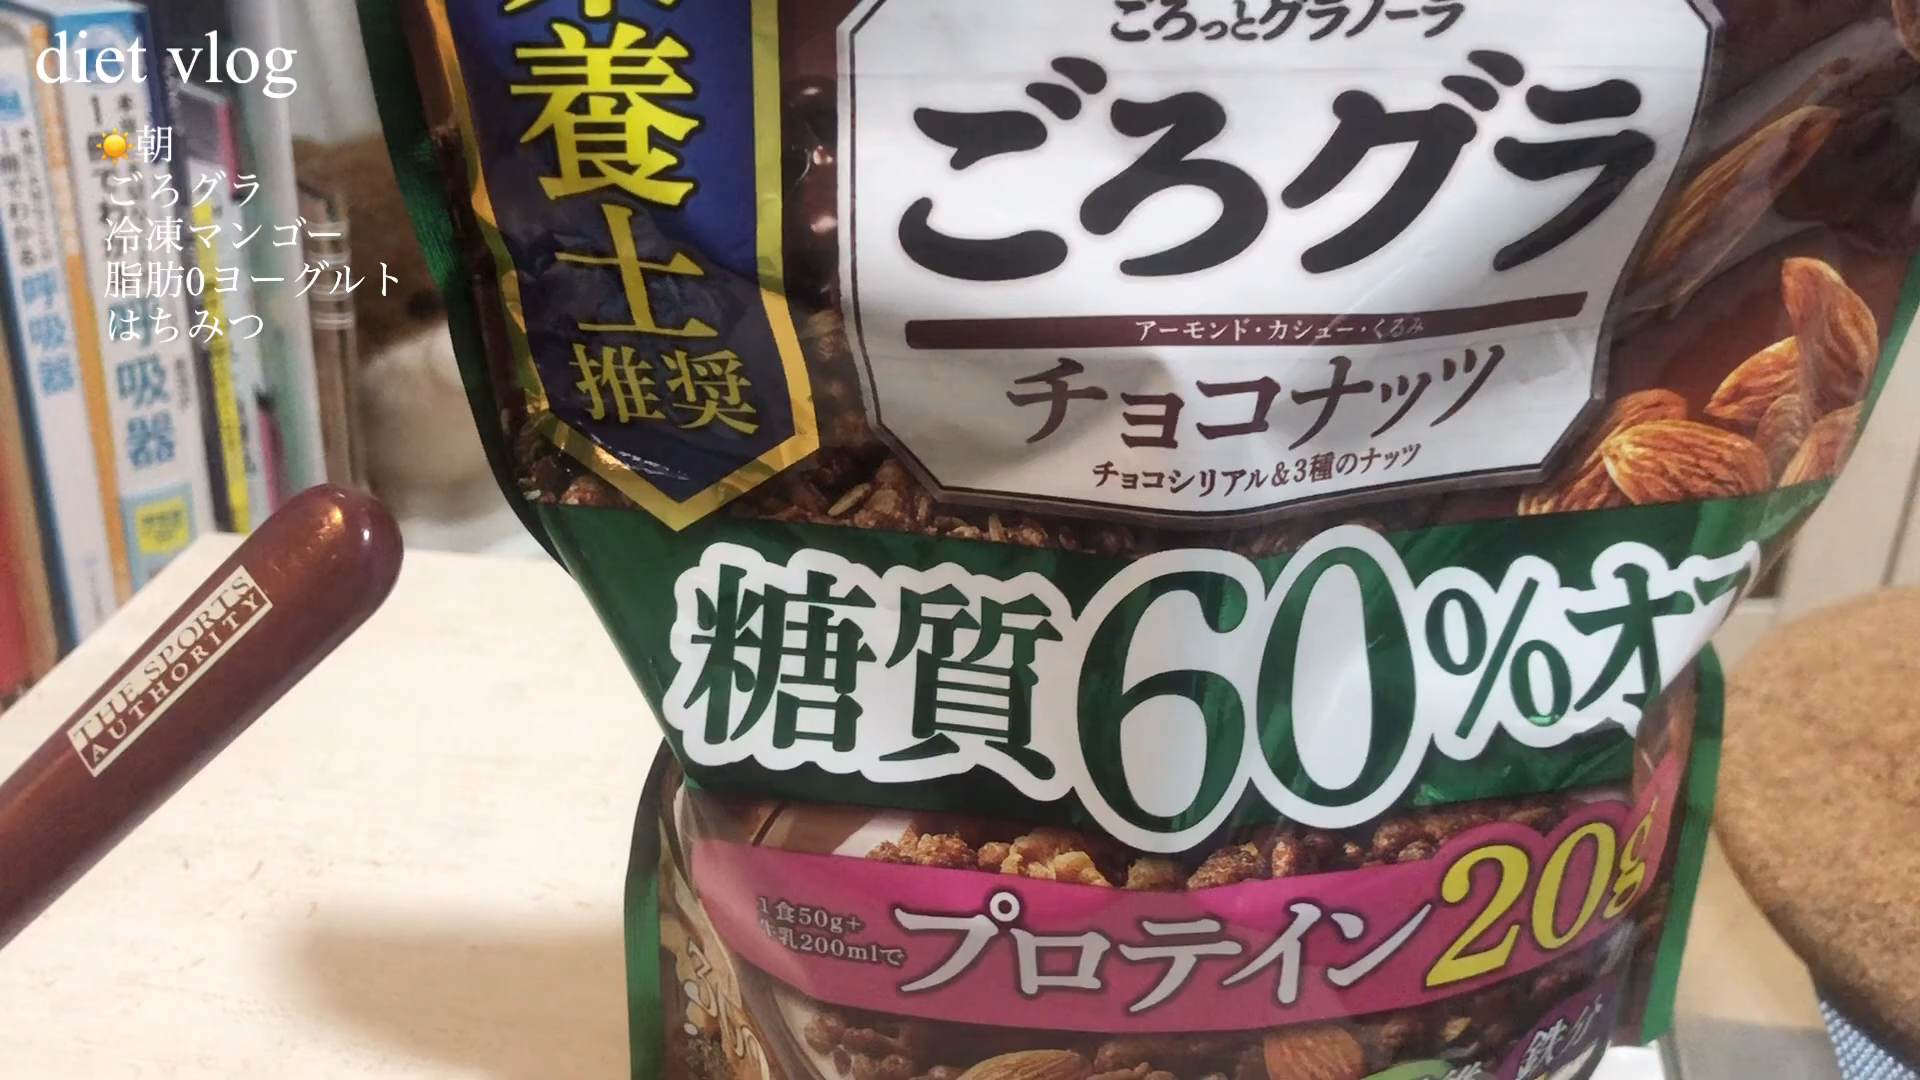 diet vlog
☀️朝
ごろグラ
冷凍マンゴー
脂肪0ヨーグルト
はちみつ
養士
推奨
ごろっとグラノーラ
ごろグラ
アーモンド・カシュー・くるみ
チョコナッツ
チョコシリアル&3種のナッツ
糖質60%オフ
1食50g+
牛乳200mlで
プロテイン20g
鉄分
THE SPORTS
AUTHORITY
呼吸器
吸器